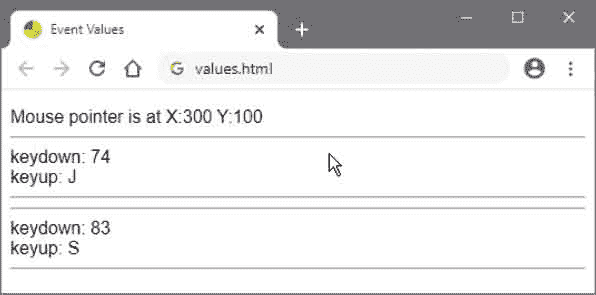 Event Values
values.html
Mouse pointer is at X:300 Y:100
keydown: 74
keyup: J
keydown: 83
keyup: S